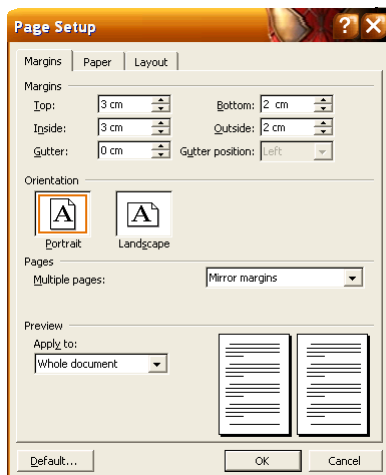 Page Setup
Margins Paper Layout
Margins
Top: 3 cm Bottom: 2 cm
Inside: 3 cm Outside: 2 cm
Gutter: 0 cm Gutter position: Left
Orientation
A A
Portrait Landscape
Pages
Multiple pages: Mirror margins
Preview
Apply to:
Whole document
Default... OK Cancel